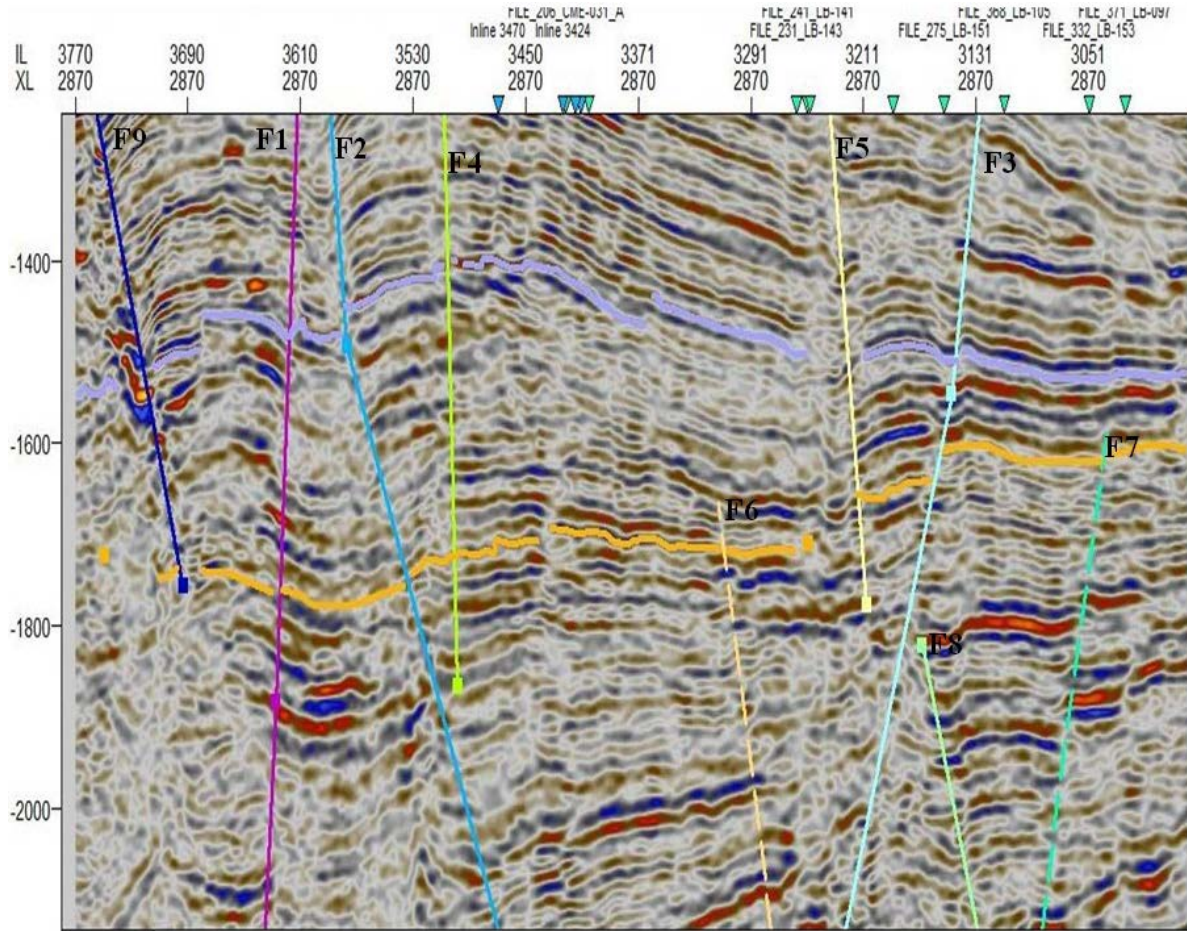 FILE_206_CME-031_A FILE_241_LB-141 FILE_368_LB-105 FILE_371_LB-097
Inline 3470 Inline 3424 FILE_231_LB-143 FILE_275_LB-151 FILE_332_LB-153
IL 3770 3690 3610 3530 3450 3371 3291 3211 3131 3051
XL 2870 2870 2870 2870 2870 2870 2870 2870 2870 2870
F9 F1 F2 F4 F5 F3
-1400
-1600
F7
F6
-1800
F8
-2000